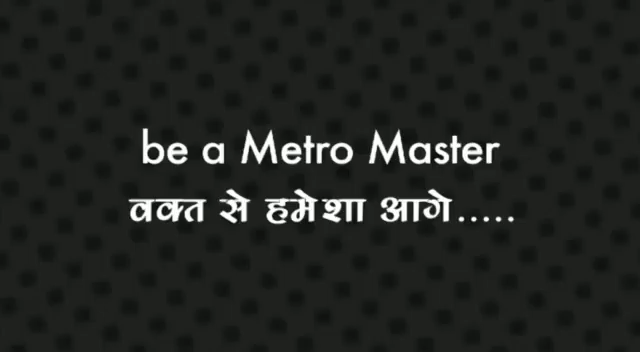 be a Metro Master
वक्त से हमेशा आगे.....